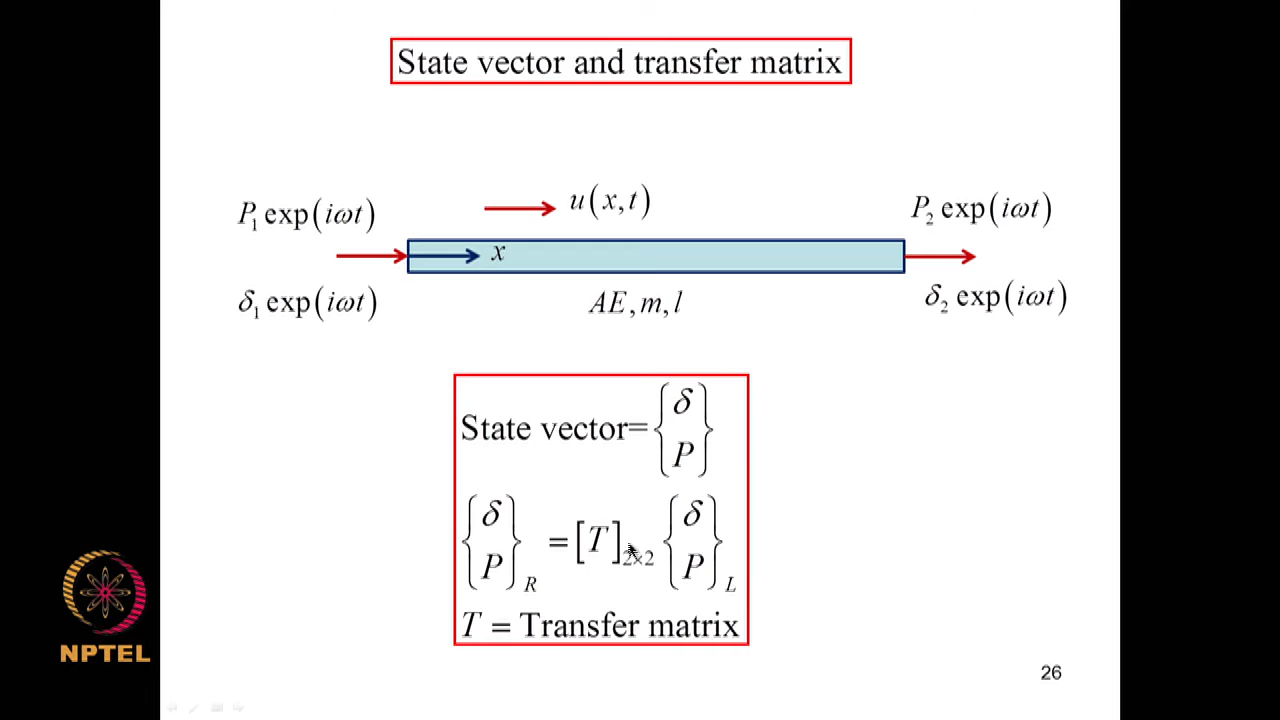 State vector and transfer matrix
P₁ exp(iωt)
u(x,t)
P₂ exp(iωt)
x
δ₁ exp(iωt)
AE, m, l
δ₂ exp(iωt)
State vector= {δ P}
{δ P}_R = [T]_2×2 {δ P}_L
T = Transfer matrix
NPTEL
26